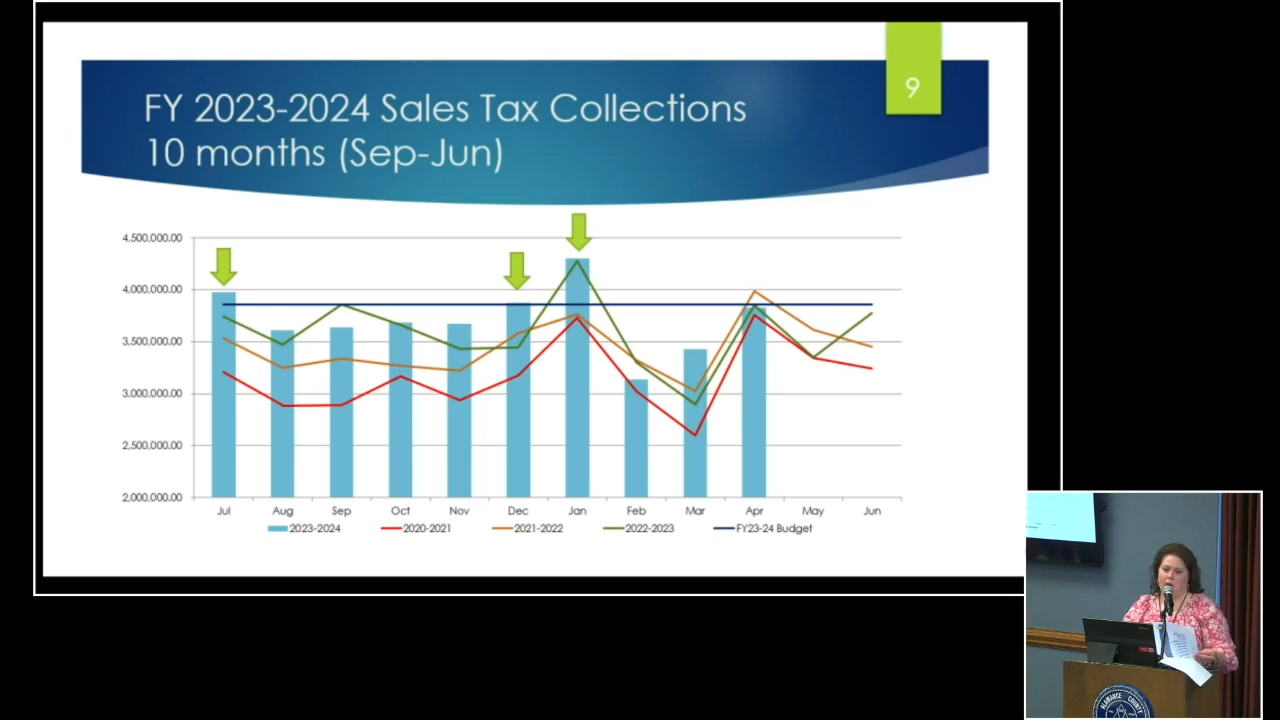 9
FY 2023-2024 Sales Tax Collections
10 months (Sep-Jun)
4,500,000.00
4,000,000.00
3,500,000.00
3,000,000.00
2,500,000.00
2,000,000.00
Jul Aug Sep Oct Nov Dec Jan Feb Mar Apr May Jun
2023-2024 2020-2021 2021-2022 2022-2023 FY23-24 Budget
ALAMANCE COUNTY